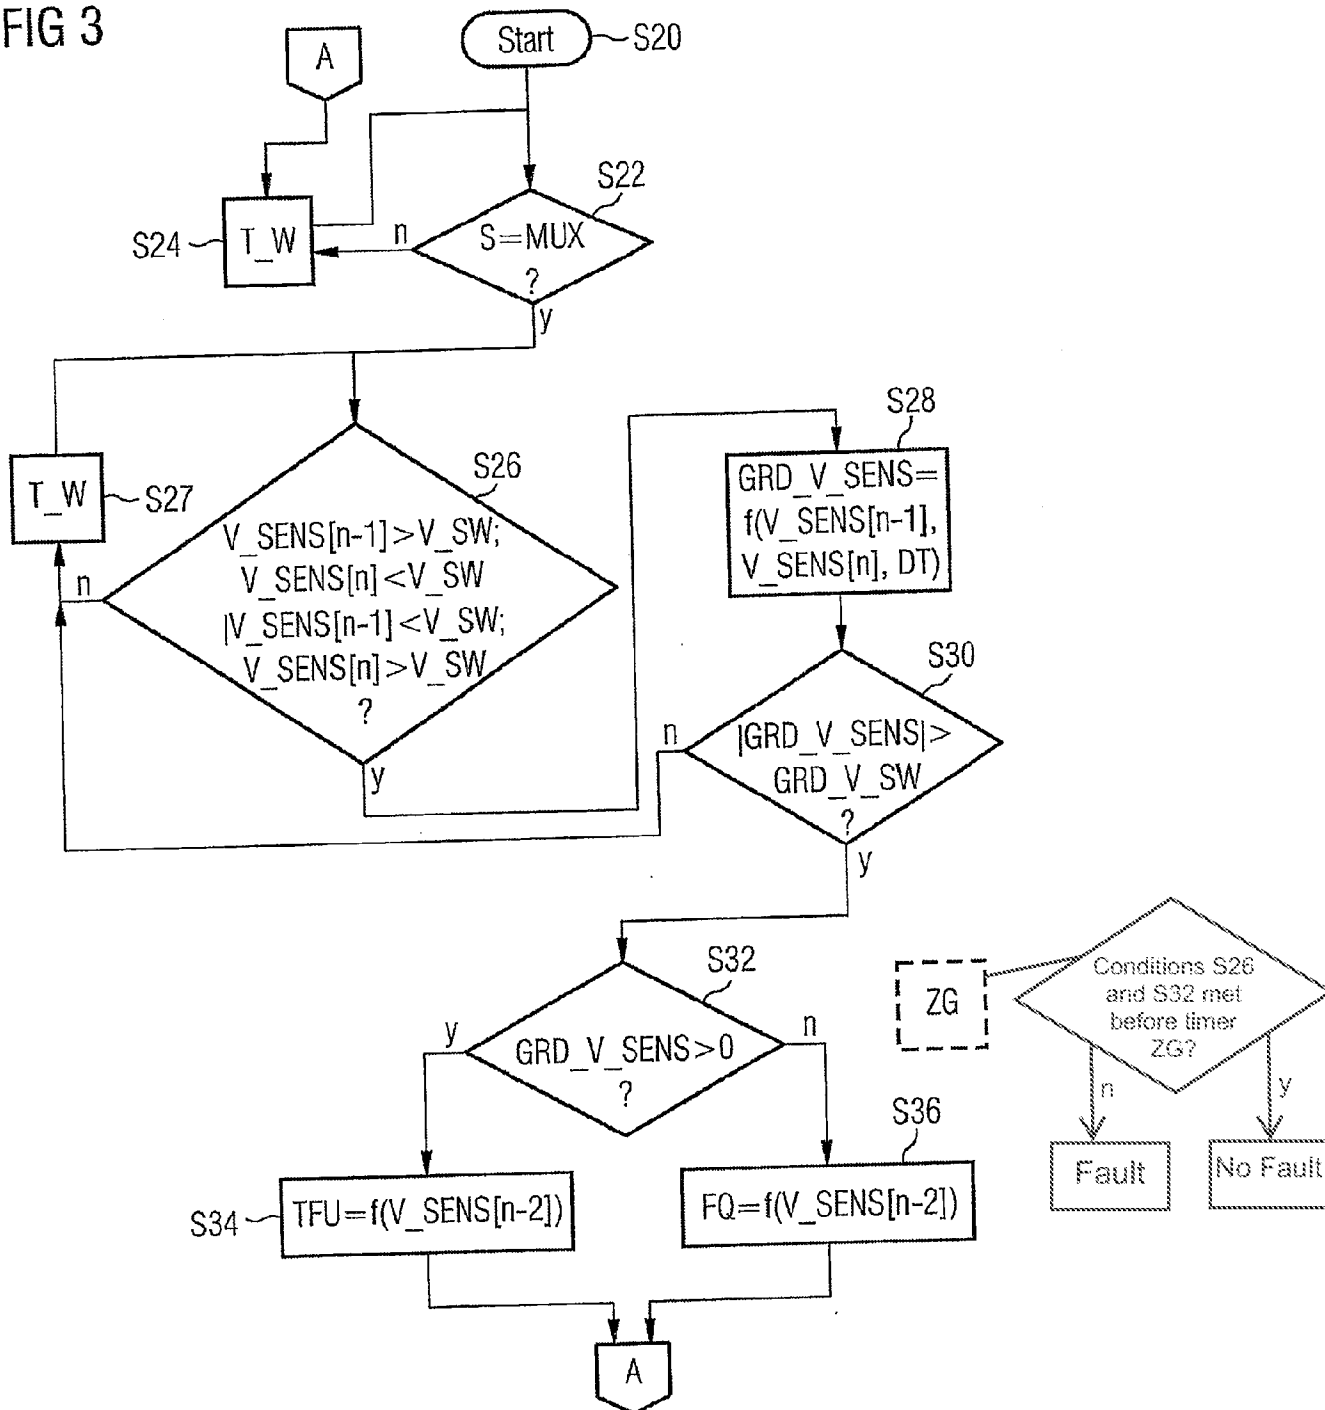 FIG 3
A
Start
S20
S22
S=MUX
?
n
y
S24
T_W
S26
V_SENS[n-1]>V_SW;
V_SENS[n]<V_SW
|V_SENS[n-1]<V_SW;
V_SENS[n]>V_SW
?
n
y
T_W
S27
S28
GRD_V_SENS=
f(V_SENS[n-1],
V_SENS[n], DT)
S30
|GRD_V_SENS|>
GRD_V_SW
?
n
y
S32
GRD_V_SENS>0
?
y
n
S34
TFU=f(V_SENS[n-2])
S36
FQ=f(V_SENS[n-2])
A
ZG
Conditions S26
and S32 met
before timer
ZG?
n
y
Fault
No Fault